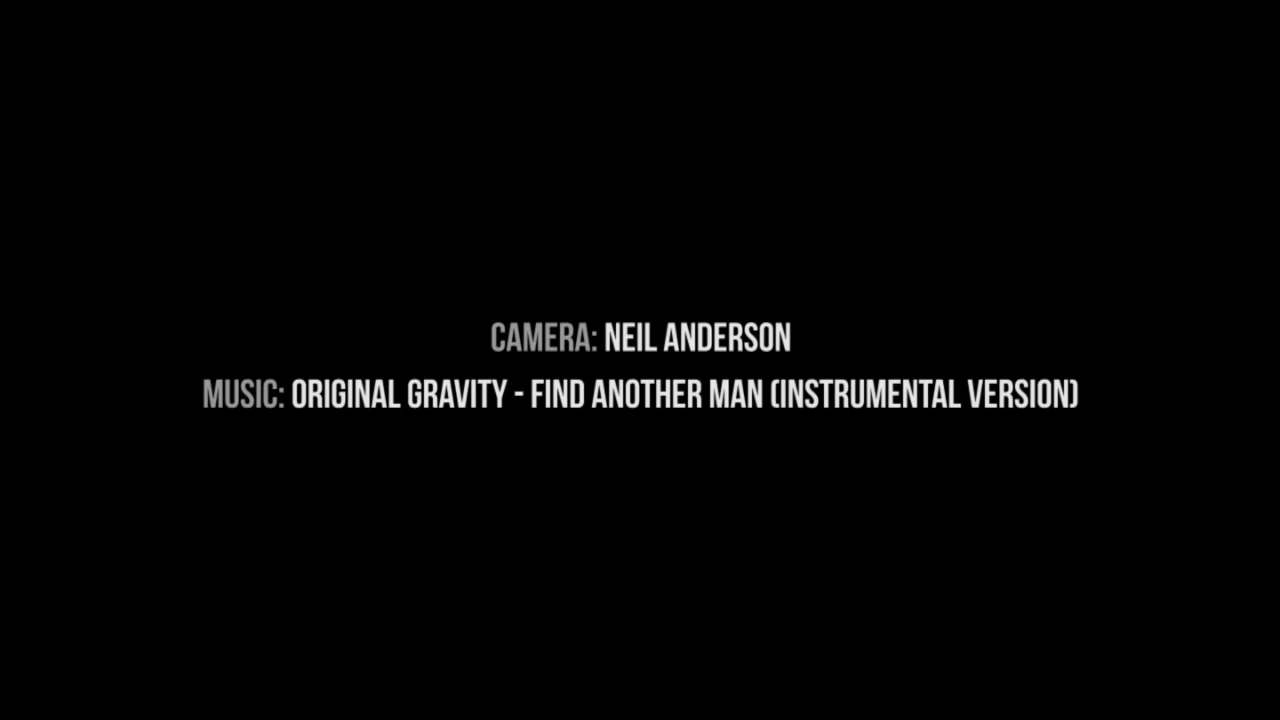 CAMERA: NEIL ANDERSON
MUSIC: ORIGINAL GRAVITY - FIND ANOTHER MAN (INSTRUMENTAL VERSION)